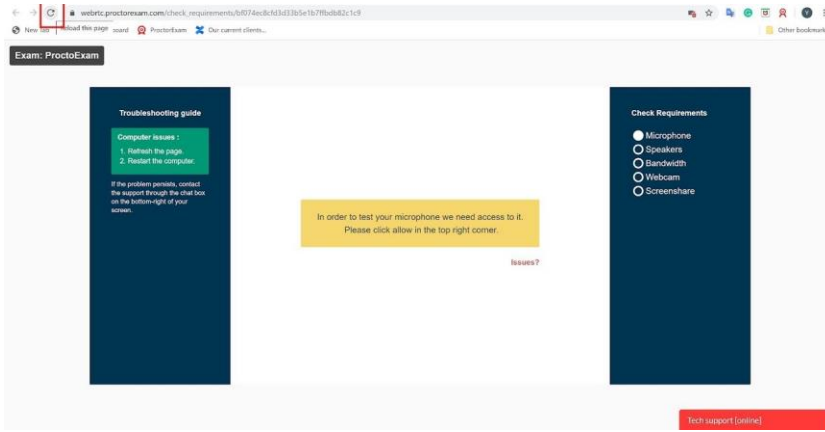 webrtc.proctorexam.com/check_requirements/bf074ec8cfd3d33b5e1b7ffbdb82c1c9
New Tab
Reload this page
board
ProctorExam
Our current clients...
Other bookmark
Exam: ProctoExam
Troubleshooting guide
Computer issues :
1. Refresh the page.
2. Restart the computer.
If the problem persists, contact
the support through the chat box
on the bottom-right of your
screen.
In order to test your microphone we need access to it.
Please click allow in the top right corner.
Issues?
Check Requirements
Microphone
Speakers
Bandwidth
Webcam
Screenshare
Tech support [online]